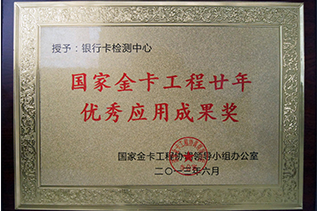 授予：银行卡检测中心
国家金卡工程廿年
优秀应用成果奖
国家金卡工程协调领导小组办公室
二〇一三年六月